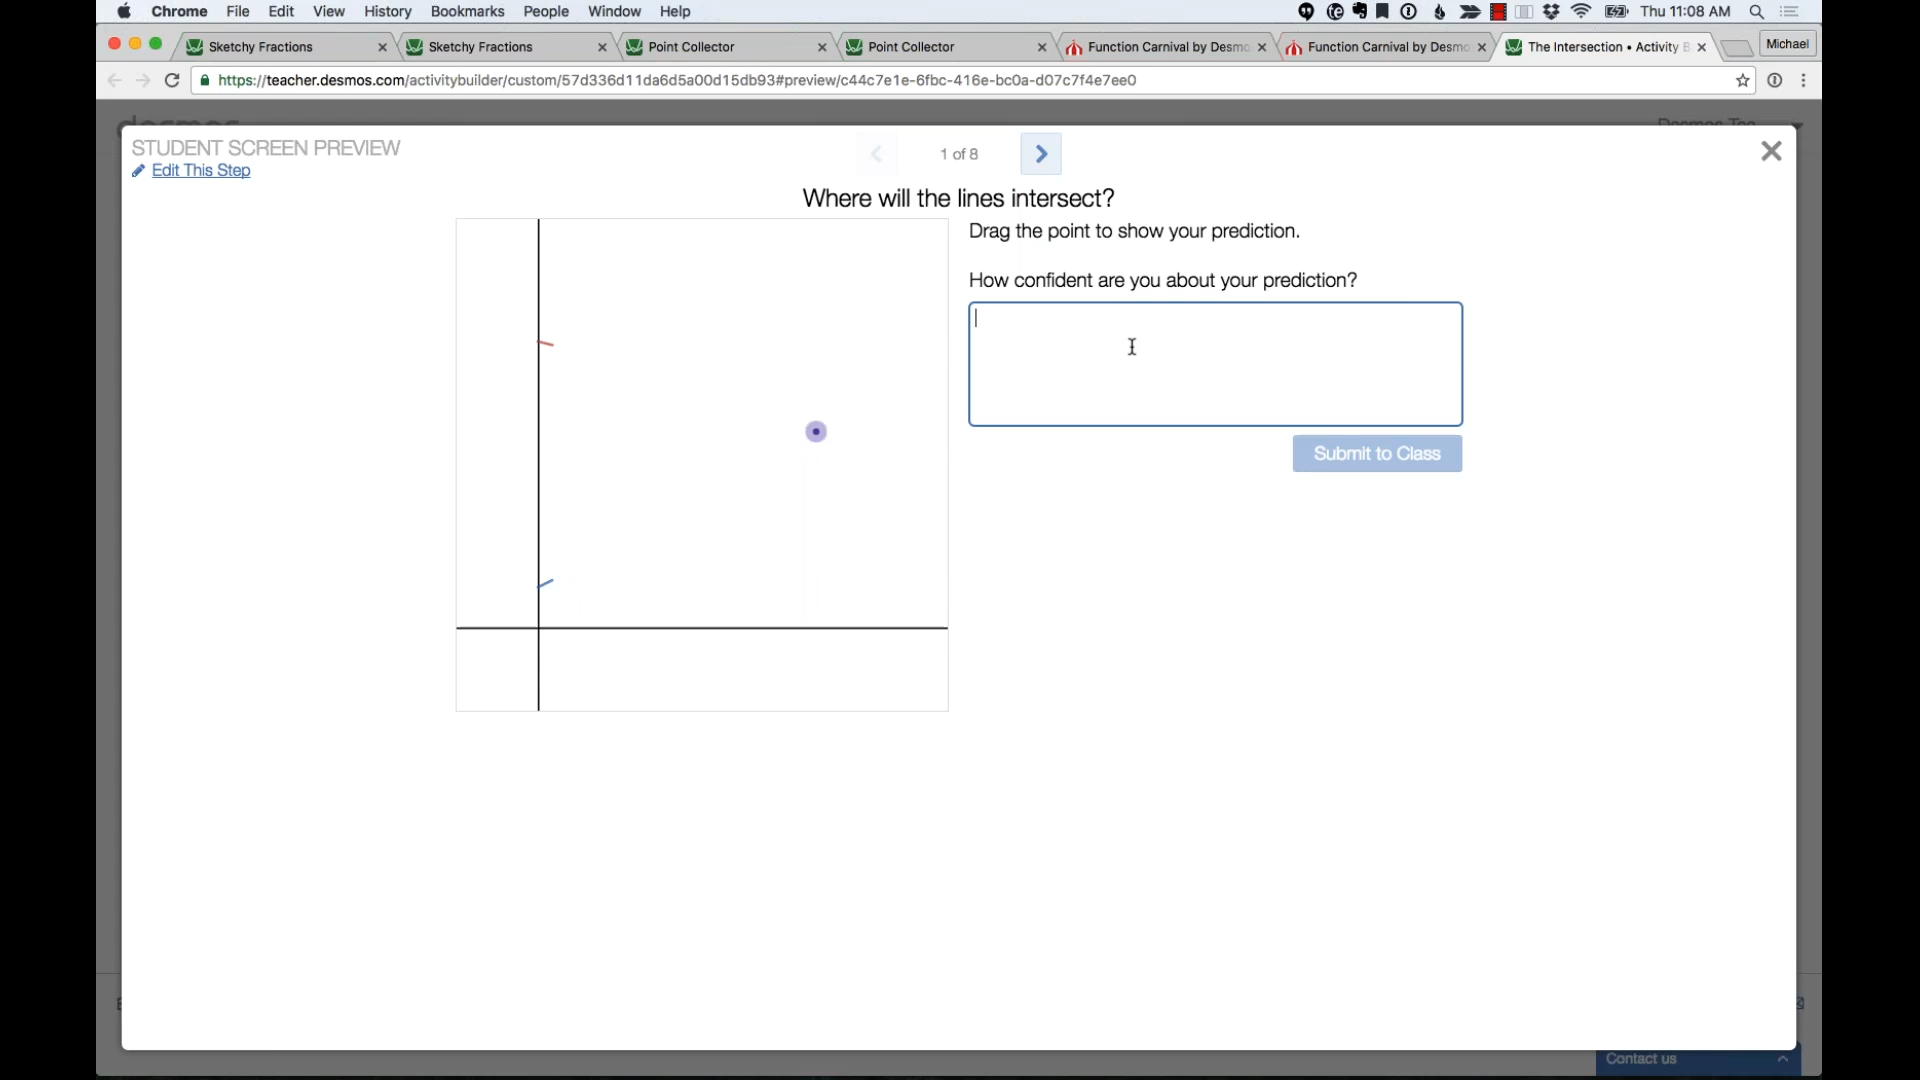 Chrome File Edit View History Bookmarks People Window Help Thu 11:08 AM
Sketchy Fractions Sketchy Fractions Point Collector Point Collector Function Carnival by Desmo Function Carnival by Desmo The Intersection • Activity B Michael
https://teacher.desmos.com/activitybuilder/custom/57d336d11da6d5a00d15db93#preview/c44c7e1e-6fbc-416e-bc0a-d07c7f4e7ee0
STUDENT SCREEN PREVIEW
Edit This Step
1 of 8
Where will the lines intersect?
Drag the point to show your prediction.
How confident are you about your prediction?
Submit to Class
Contact us